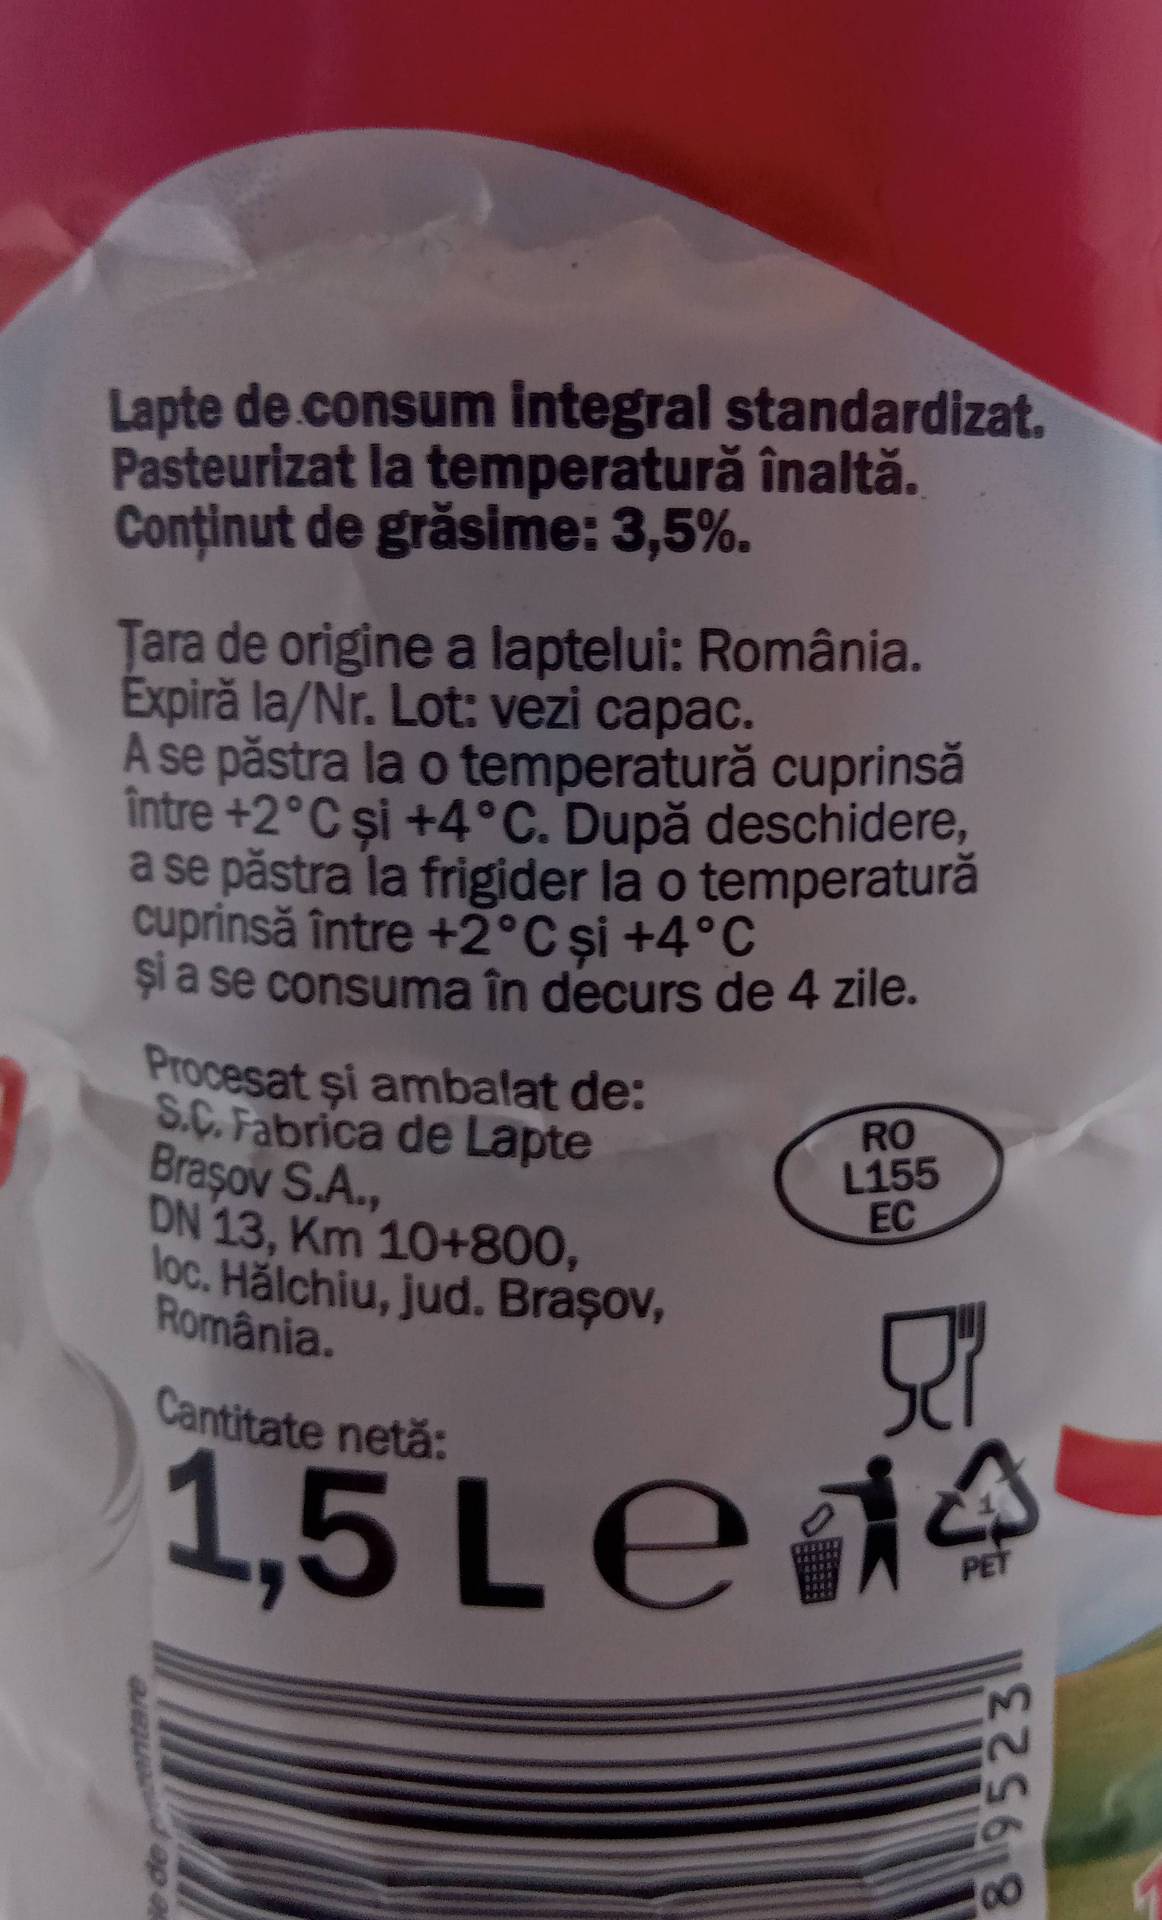 Lapte de consum integral standardizat.
Pasteurizat la temperatură înaltă.
Conținut de grăsime: 3,5%.
Țara de origine a laptelui: România.
Expiră la/Nr. Lot: vezi capac.
A se păstra la o temperatură cuprinsă
între +2°C și +4°C. După deschidere,
a se păstra la frigider la o temperatură
cuprinsă între +2°C și +4°C
și a se consuma în decurs de 4 zile.
Procesat și ambalat de:
S.C. Fabrica de Lapte
Brașov S.A.,
DN 13, Km 10+800,
loc. Hălchiu, jud. Brașov,
România.
RO
L155
EC
Cantitate netă:
1,5 L e
1
PET
819523